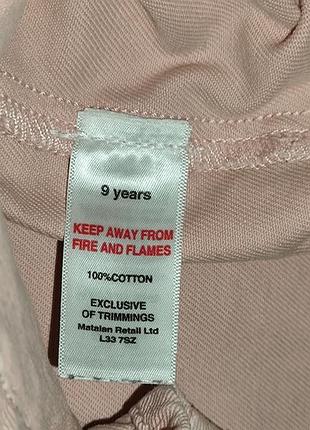 9 years
KEEP AWAY FROM
FIRE AND FLAMES
100%COTTON
EXCLUSIVE
OF TRIMMINGS
Matalan Retail Ltd
L33 7SZ